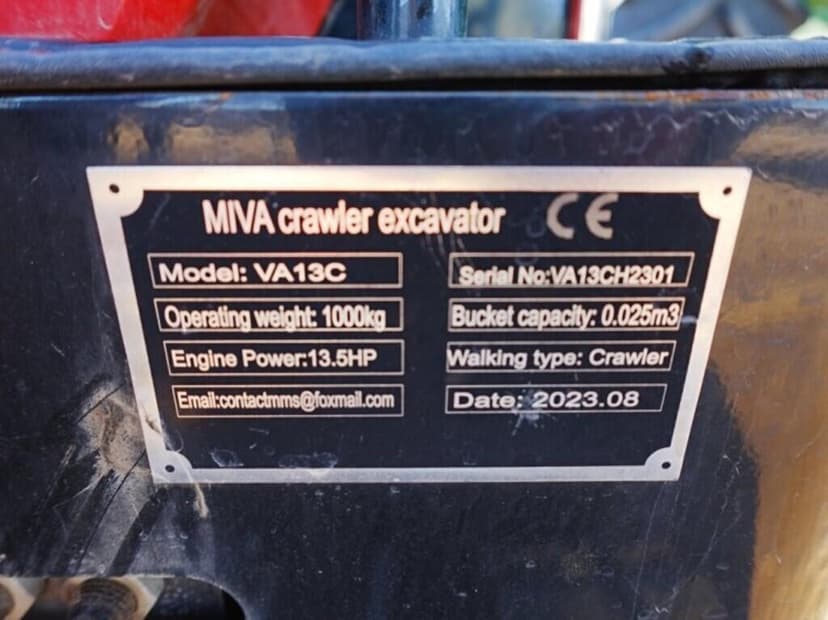 MIVA crawler excavator CE
Model: VA13C
Serial No:VA13CH2301
Operating weight: 1000kg
Bucket capacity: 0.025m3
Engine Power:13.5HP
Walking type: Crawler
Email:contactmms@foxmail.com
Date: 2023.08